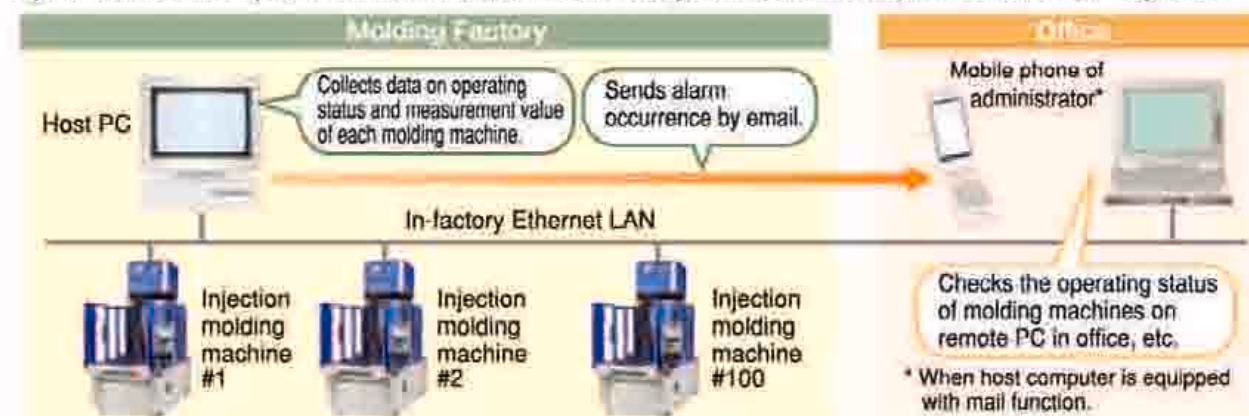 Molding Factory
Office
Host PC
Collects data on operating
status and measurement value
of each molding machine.
Sends alarm
occurrence by email.
Mobile phone of
administrator*
In-factory Ethernet LAN
Injection
molding
machine
#1
Injection
molding
machine
#2
Injection
molding
machine
#100
Checks the operating status
of molding machines on
remote PC in office, etc.
* When host computer is equipped
with mail function.